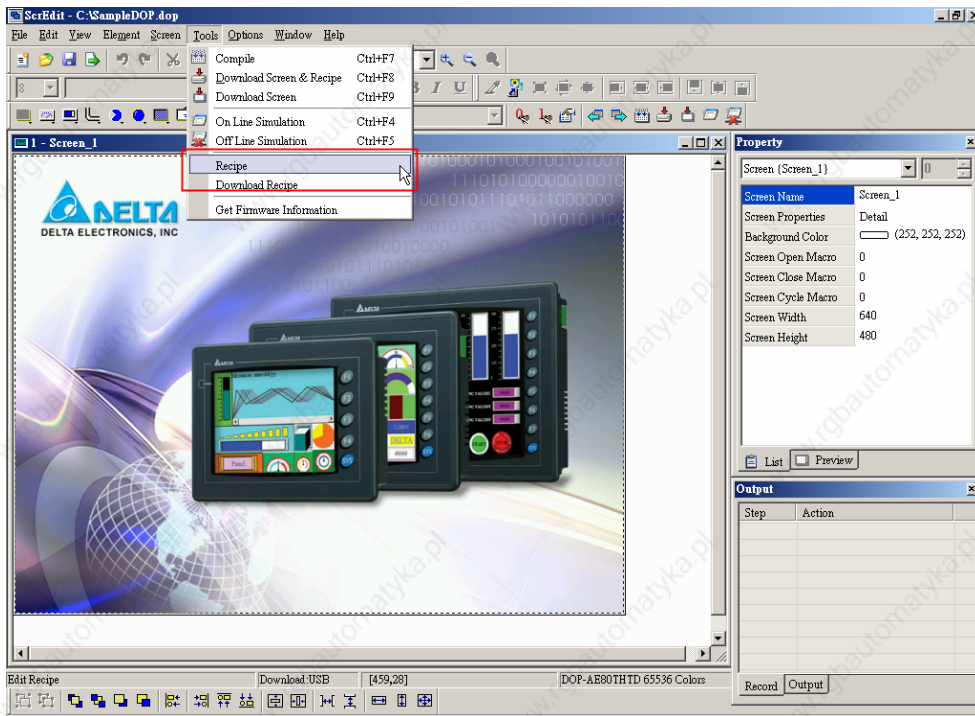 ScrEdit - C:\SampleDOP.dop
File Edit View Element Screen Tools Options Window Help
Compile Ctrl+F7
Download Screen & Recipe Ctrl+F8
Download Screen Ctrl+F9
On Line Simulation Ctrl+F4
Off Line Simulation Ctrl+F5
Recipe
Download Recipe
Get Firmware Information
8
I U
1 - Screen_1
DELTA
DELTA ELECTRONICS, INC
Property
Screen {Screen_1} 0
Screen Name Screen_1
Screen Properties Detail
Background Color (252, 252, 252)
Screen Open Macro 0
Screen Close Macro 0
Screen Cycle Macro 0
Screen Width 640
Screen Height 480
List Preview
Output
Step Action
Record Output
Edit Recipe Download:USB [459,28] DOP-AE80THTD 65536 Colors
www.rgbautomatyka.pl